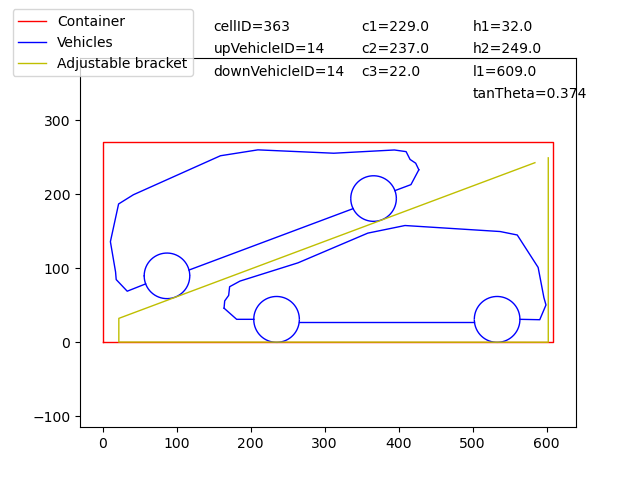 Container
Vehicles
Adjustable bracket
cellID=363 c1=229.0 h1=32.0
upVehicleID=14 c2=237.0 h2=249.0
downVehicleID=14 c3=22.0 l1=609.0
tanTheta=0.374
300
200
100
0
−100
0 100 200 300 400 500 600